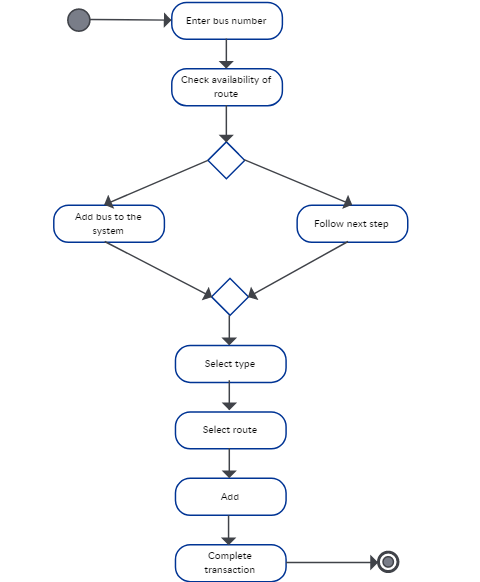 Enter bus number
Check availability of
route
Add bus to the
system
Follow next step
Select type
Select route
Add
Complete
transaction